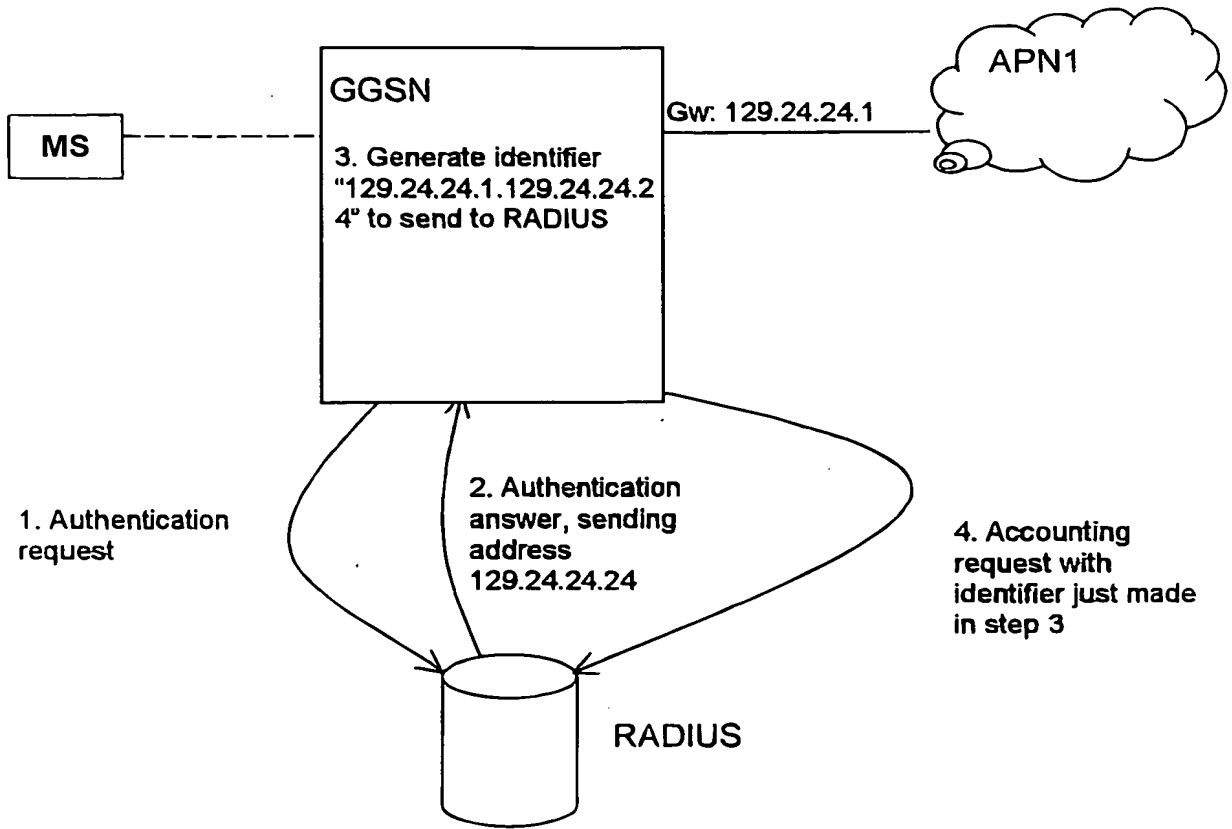 APN1
GGSN
Gw: 129.24.24.1
MS
3. Generate identifier
"129.24.24.1.129.24.24.2
4" to send to RADIUS
1. Authentication
request
2. Authentication
answer, sending
address
129.24.24.24
4. Accounting
request with
identifier just made
in step 3
RADIUS